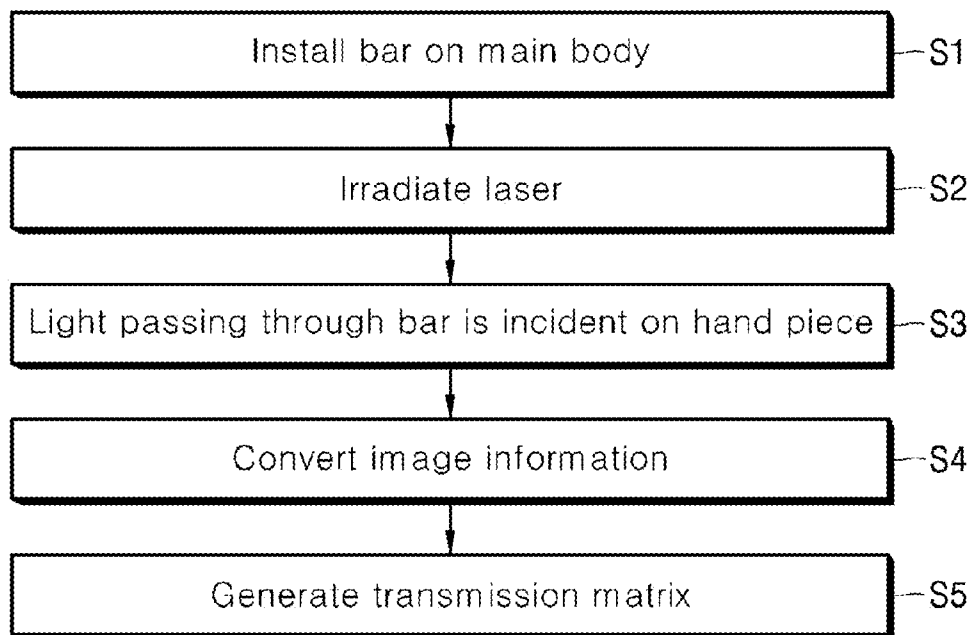 Install bar on main body S1
Irradiate laser S2
Light passing through bar is incident on hand piece S3
Convert image information S4
Generate transmission matrix S5